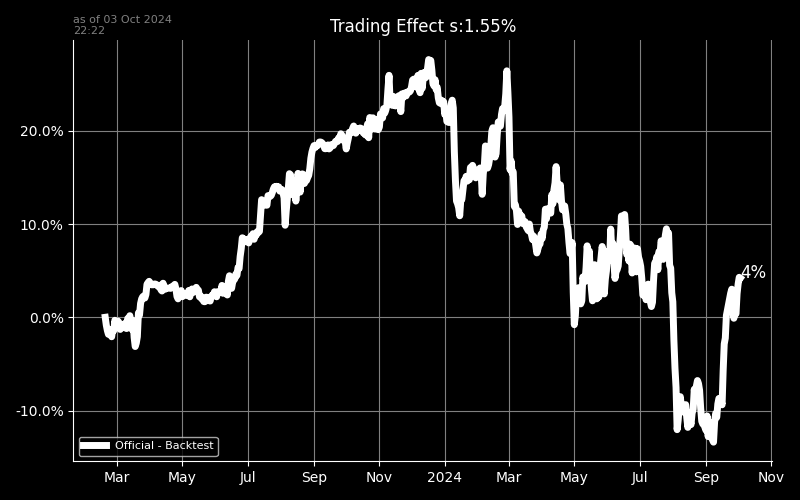 as of 03 Oct 2024
22:22
Trading Effect s:1.55%
20.0%
10.0%
0.0%
-10.0%
4%
Official - Backtest
Mar May Jul Sep Nov 2024 Mar May Jul Sep Nov